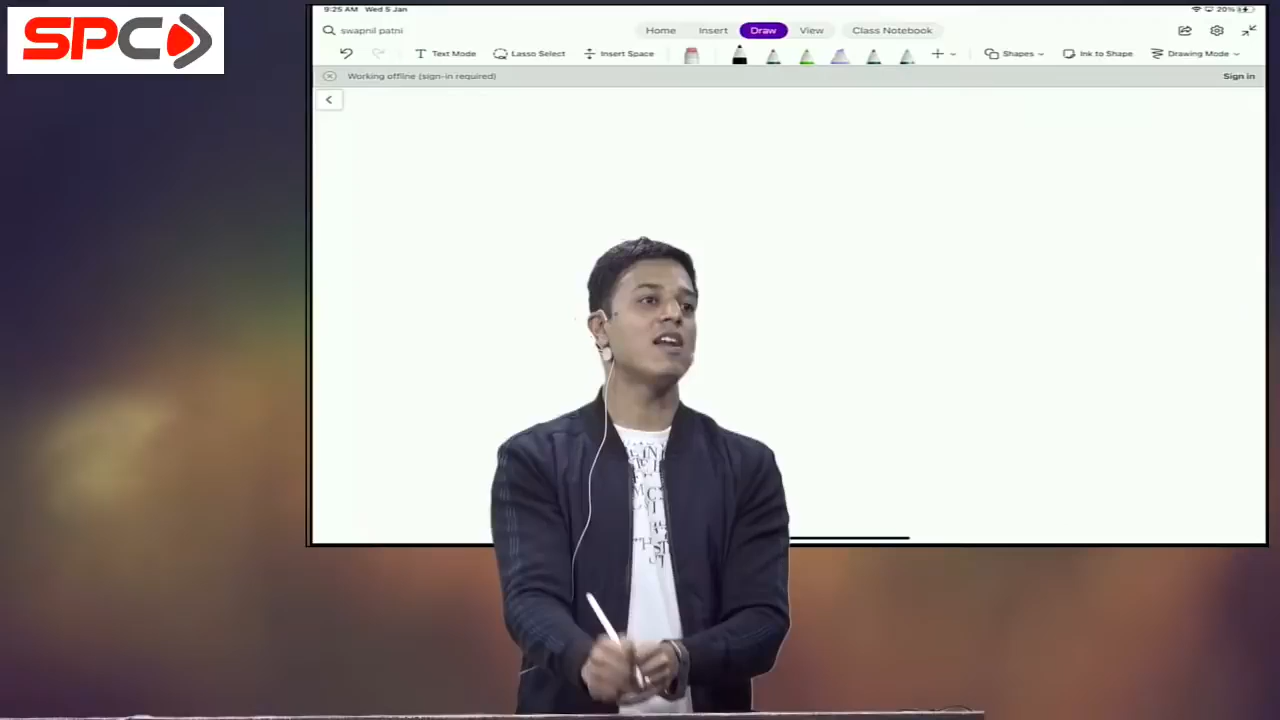 SPC
9:25 AM Wed 5 Jan
20%
swapnil patni
Home Insert Draw View Class Notebook
Text Mode Lasso Select Insert Space Shapes Ink to Shape Drawing Mode
Working offline (sign-in required) Sign in